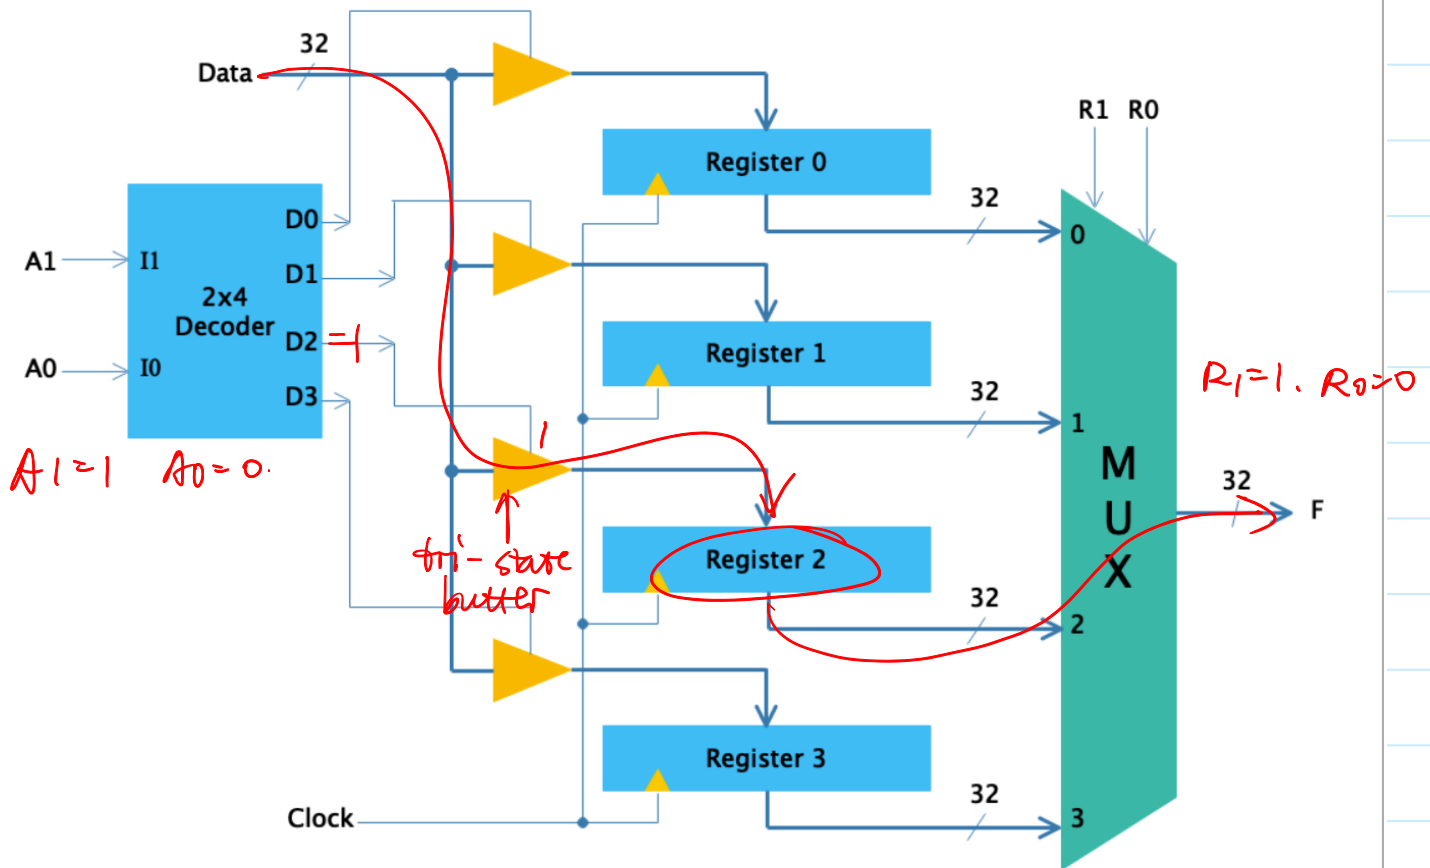 32
Data
R1 R0
Register 0
32
D0
0
A1
I1
D1
2x4
Decoder
D2 =1
Register 1
A0
I0
R1=1. R0=0
D3
32
1
1
A1=1 A0=0.
M
U
X
32
F
tri-state
buffer
Register 2
32
2
Register 3
32
Clock
3